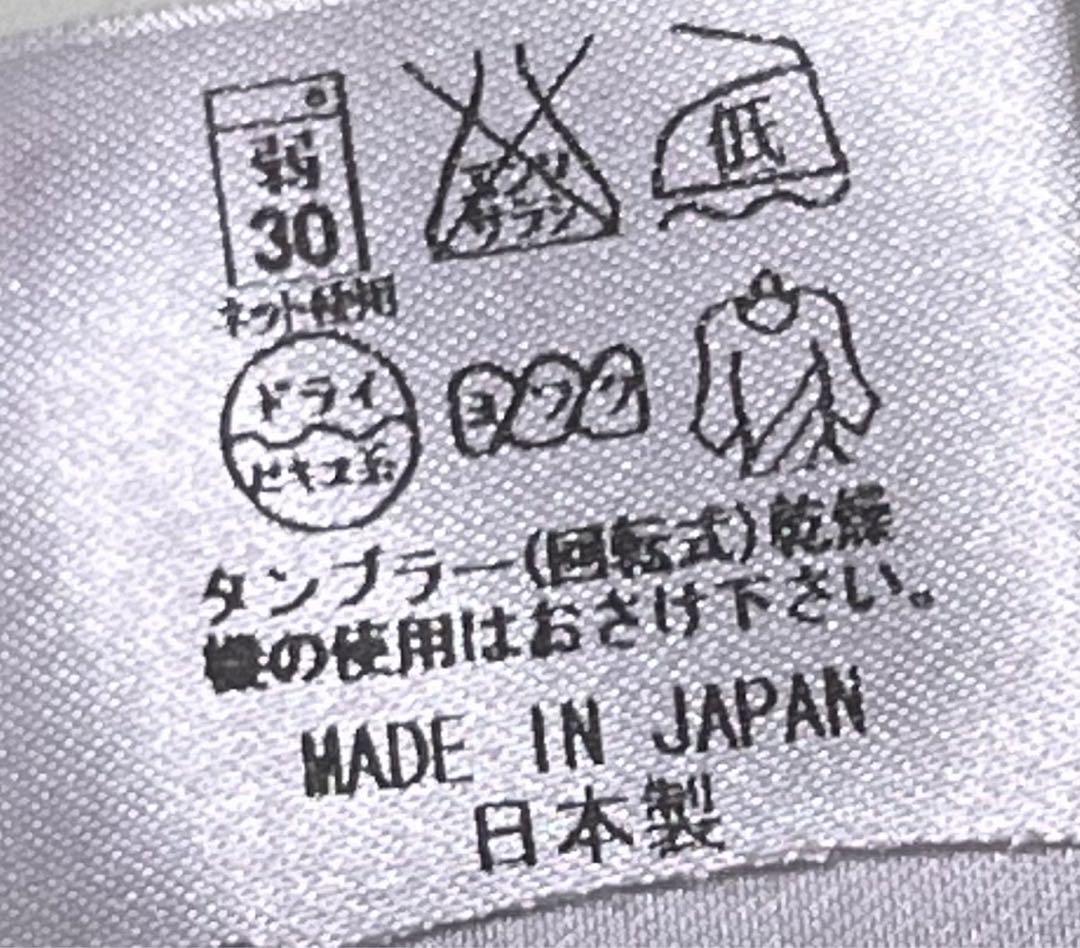 弱
30
ネット使用
エンソ
サラシ
低
ドライ
セキユ系
ヨワク
タンブラー(回転式)乾燥
機の使用はおさけ下さい。
MADE IN JAPAN
日本製